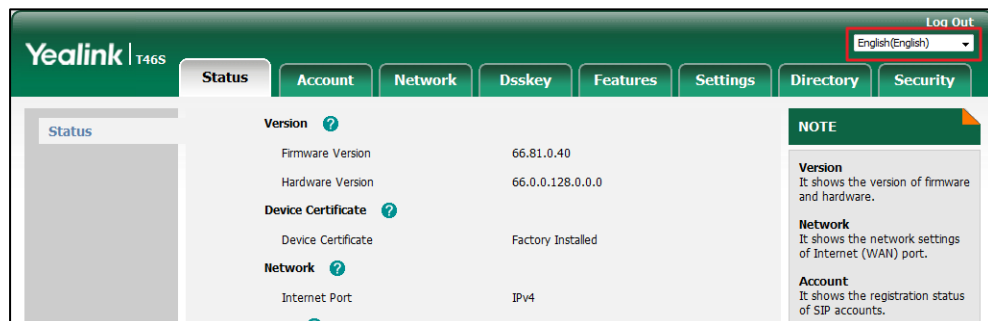 Log Out
English(English)
Yealink | T46S
Status Account Network Dsskey Features Settings Directory Security
Status
Version ?
Firmware Version 66.81.0.40
Hardware Version 66.0.0.128.0.0.0
Device Certificate ?
Device Certificate Factory Installed
Network ?
Internet Port IPv4
NOTE
Version
It shows the version of firmware
and hardware.
Network
It shows the network settings
of Internet (WAN) port.
Account
It shows the registration status
of SIP accounts.